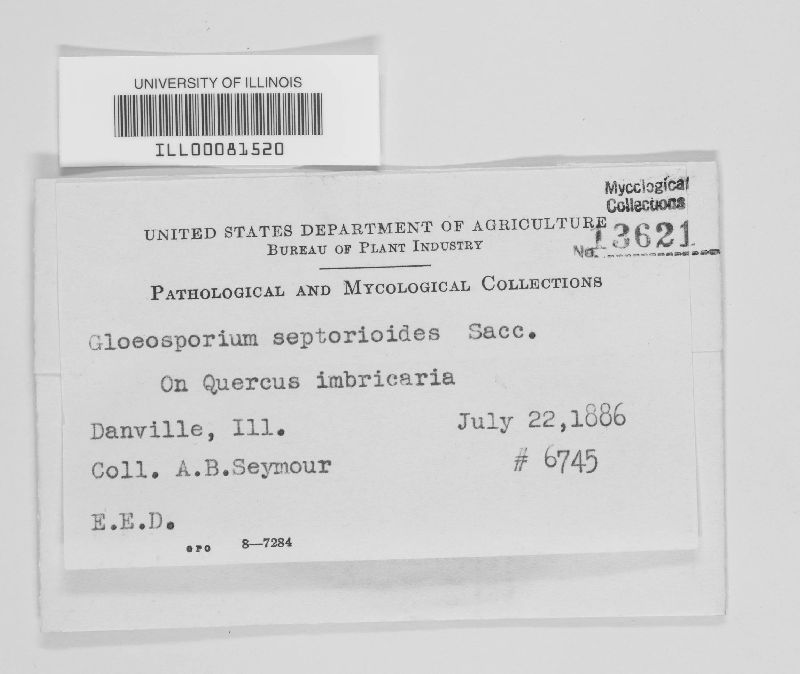 UNIVERSITY OF ILLINOIS
ILL00081520
Mycological
Collections
UNITED STATES DEPARTMENT OF AGRICULTURE
BUREAU OF PLANT INDUSTRY
No. 13621
PATHOLOGICAL AND MYCOLOGICAL COLLECTIONS
Gloeosporium septorioides Sacc.
On Quercus imbricaria
Danville, Ill. July 22,1886
Coll. A.B.Seymour # 6745
E.E.D.
GPO 8—7284